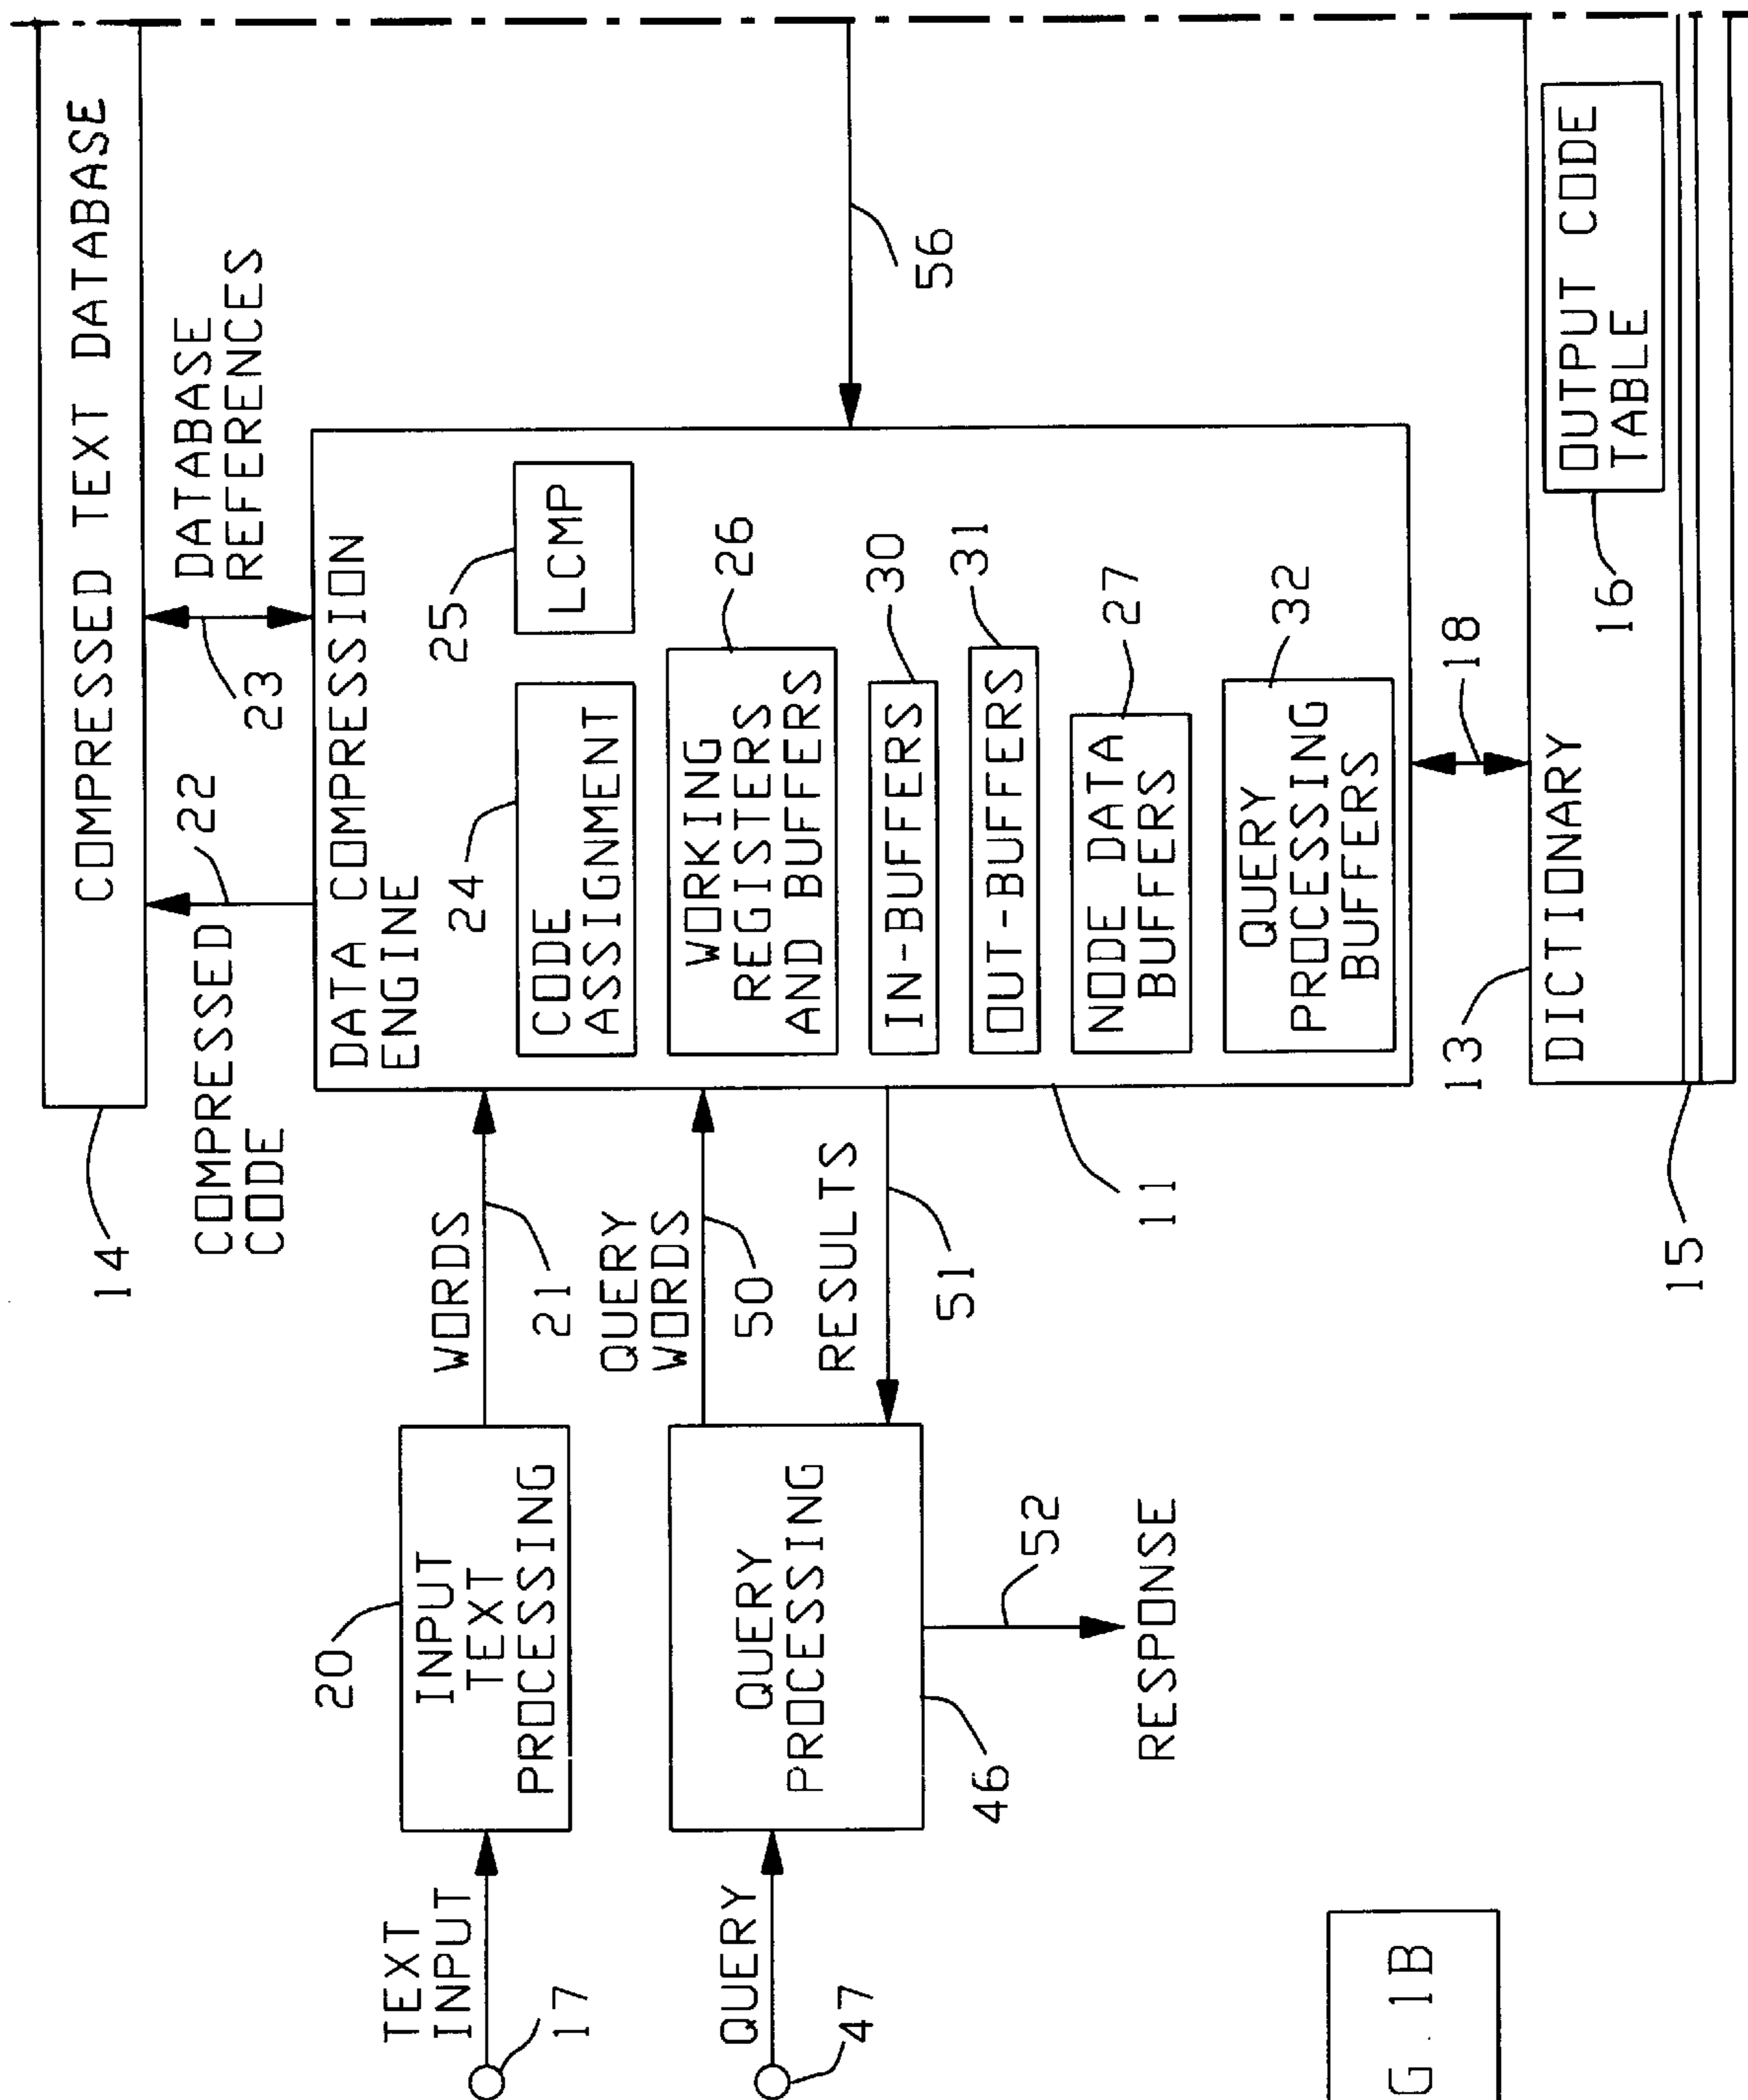 COMPRESSED TEXT DATABASE
14
COMPRESSED
CODE
22
23
DATABASE
REFERENCES
DATA COMPRESSION
ENGINE
24
25
CODE
ASSIGNMENT
LCMP
WORKING
REGISTERS
AND BUFFERS
26
IN-BUFFERS
30
OUT-BUFFERS
31
NODE DATA
BUFFERS
27
QUERY
PROCESSING
BUFFERS
32
56
TEXT
INPUT
17
20
INPUT
TEXT
PROCESSING
WORDS
21
QUERY
47
QUERY
PROCESSING
46
QUERY
WORDS
50
RESULTS
51
52
RESPONSE
11
18
13
DICTIONARY
OUTPUT CODE
TABLE
16
15
G. 1B